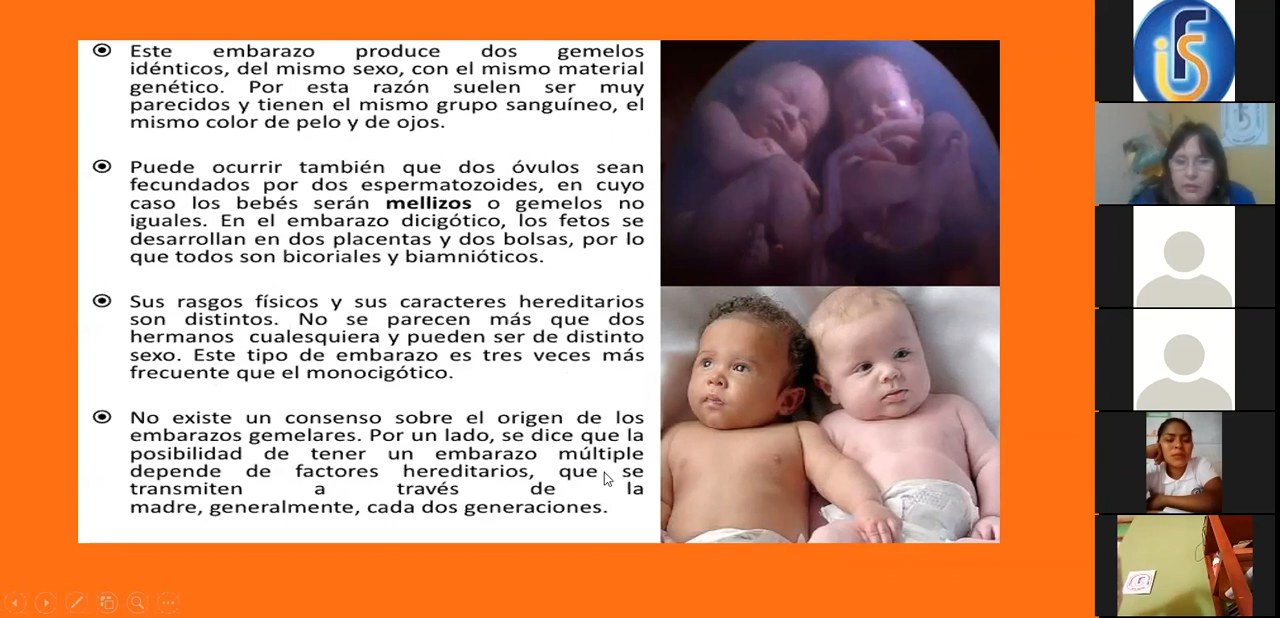 Este embarazo produce dos gemelos
idénticos, del mismo sexo, con el mismo material
genético. Por esta razón suelen ser muy
parecidos y tienen el mismo grupo sanguíneo, el
mismo color de pelo y de ojos.
Puede ocurrir también que dos óvulos sean
fecundados por dos espermatozoides, en cuyo
caso los bebés serán mellizos o gemelos no
iguales. En el embarazo dicigótico, los fetos se
desarrollan en dos placentas y dos bolsas, por lo
que todos son bicoriales y biamnióticos.
Sus rasgos físicos y sus caracteres hereditarios
son distintos. No se parecen más que dos
hermanos cualesquiera y pueden ser de distinto
sexo. Este tipo de embarazo es tres veces más
frecuente que el monocigótico.
No existe un consenso sobre el origen de los
embarazos gemelares. Por un lado, se dice que la
posibilidad de tener un embarazo múltiple
depende de factores hereditarios, que se
transmiten a través de la
madre, generalmente, cada dos generaciones.